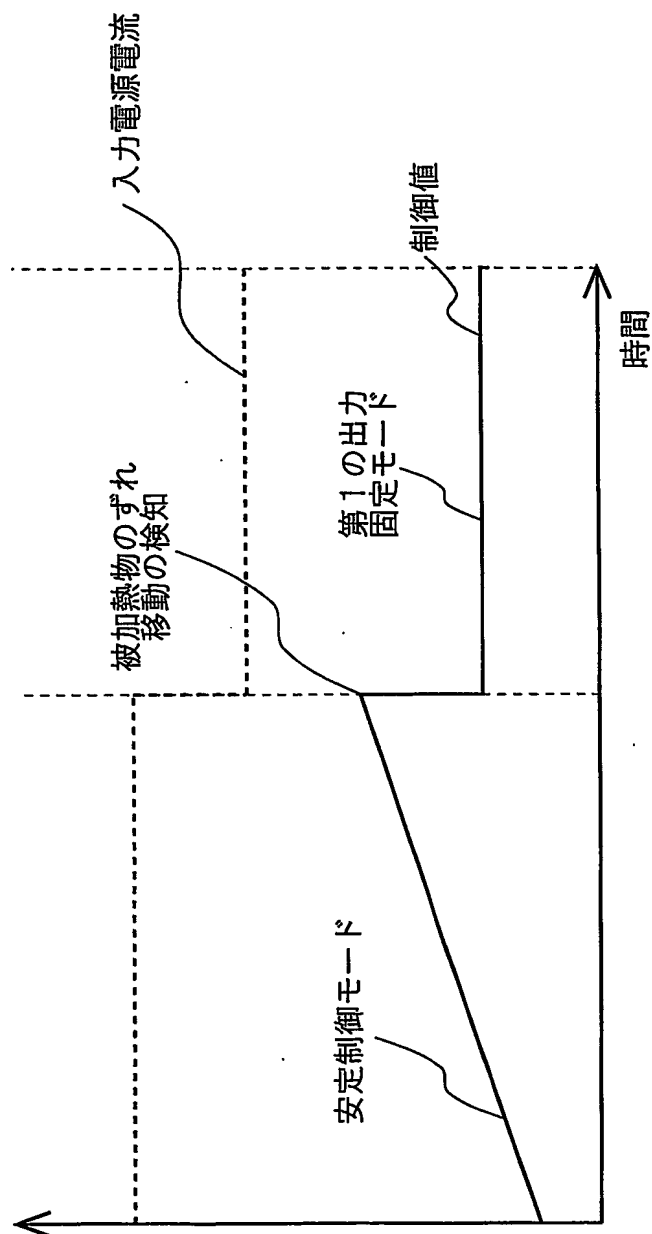 入力電源電流
被加熱物のずれ
移動の検知
制御値
第1の出力
固定モード
安定制御モード
時間